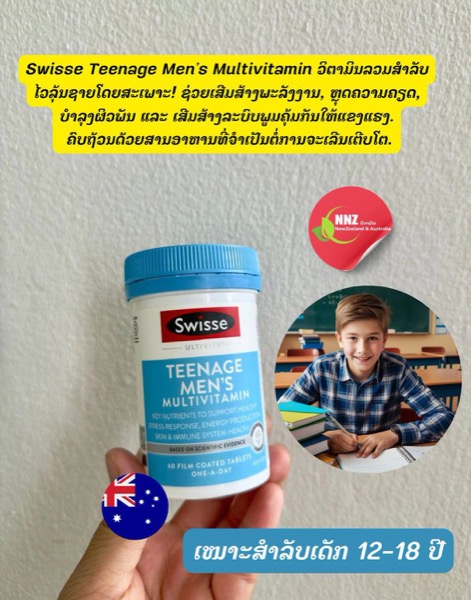 Swisse Teenage Men's Multivitamin ວິຕາມິນລວມສຳລັບ
ໄວລຸ້ນຊາຍໂດຍສະເພາະ! ຊ່ວຍເສີມສ້າງພະລັງງານ, ຫຼຸດຄວາມຄຽດ,
ບຳລຸງຜິວພັນ ແລະ ເສີມສ້າງລະບົບພູມຄຸ້ມກັນໃຫ້ແຂງແຮງ.
ຄົບຖ້ວນດ້ວຍສານອາຫານທີ່ຈຳເປັນຕໍ່ການຈະເລີນເຕີບໂຕ.
NNZ
NewZealand & Australia
Swisse
ULTIVITE
TEENAGE
MEN'S
MULTIVITAMIN
KEY NUTRIENTS TO SUPPORT HEALTHY
STRESS RESPONSE, ENERGY PRODUCTION,
SKIN & IMMUNE SYSTEM HEALTH
BASED ON SCIENTIFIC EVIDENCE
60 FILM COATED TABLETS
ONE-A-DAY
ເໝາະສຳລັບເດັກ 12-18 ປີ